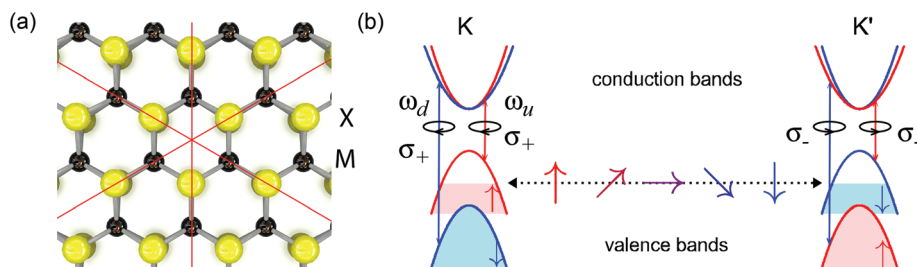 (a)
X
M
(b)
K
K'
conduction bands
ω_d
ω_u
σ_+
σ_+
σ_-
σ_-
valence bands